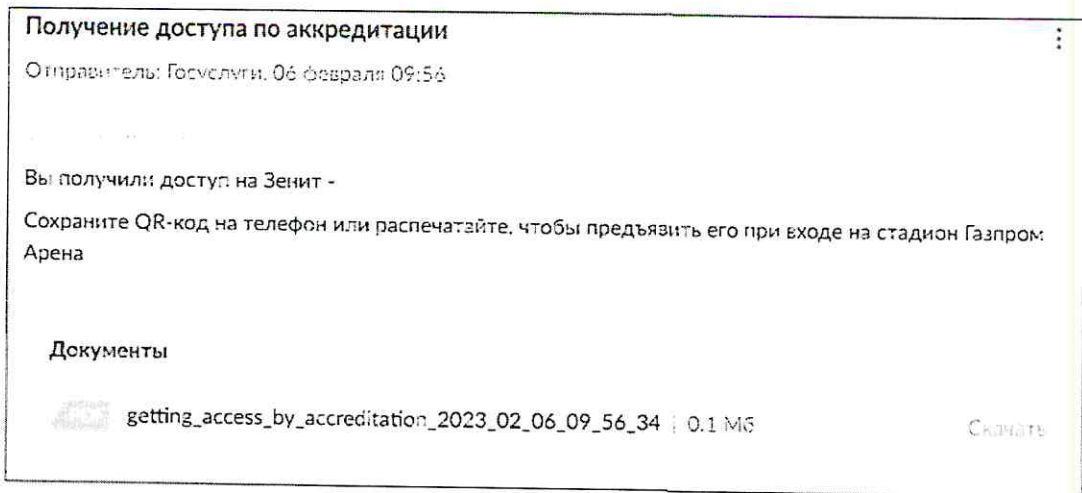 Получение доступа по аккредитации
Отправитель: Госуслуги, 06 февраля 09:56
Вы получили доступ на Зенит -
Сохраните QR-код на телефон или распечатайте, чтобы предъявить его при входе на стадион Газпром
Арена
Документы
getting_access_by_accreditation_2023_02_06_09_56_34 | 0.1 Мб
Скачать